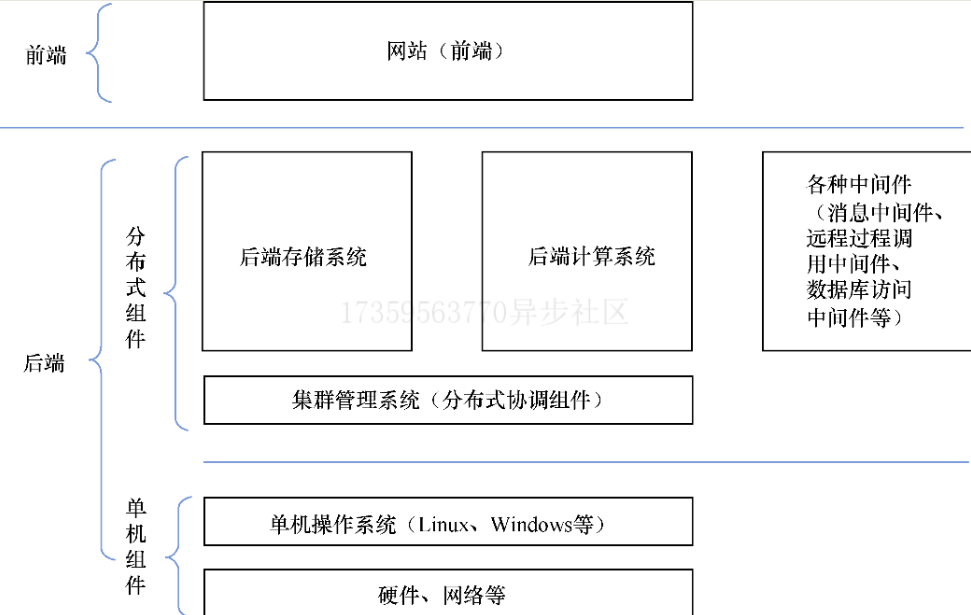 前端
网站（前端）
后端
分布式组件
后端存储系统
后端计算系统
各种中间件
（消息中间件、
远程过程调
用中间件、
数据库访问
中间件等）
17359563770异步社区
集群管理系统（分布式协调组件）
单机组件
单机操作系统（Linux、Windows等）
硬件、网络等